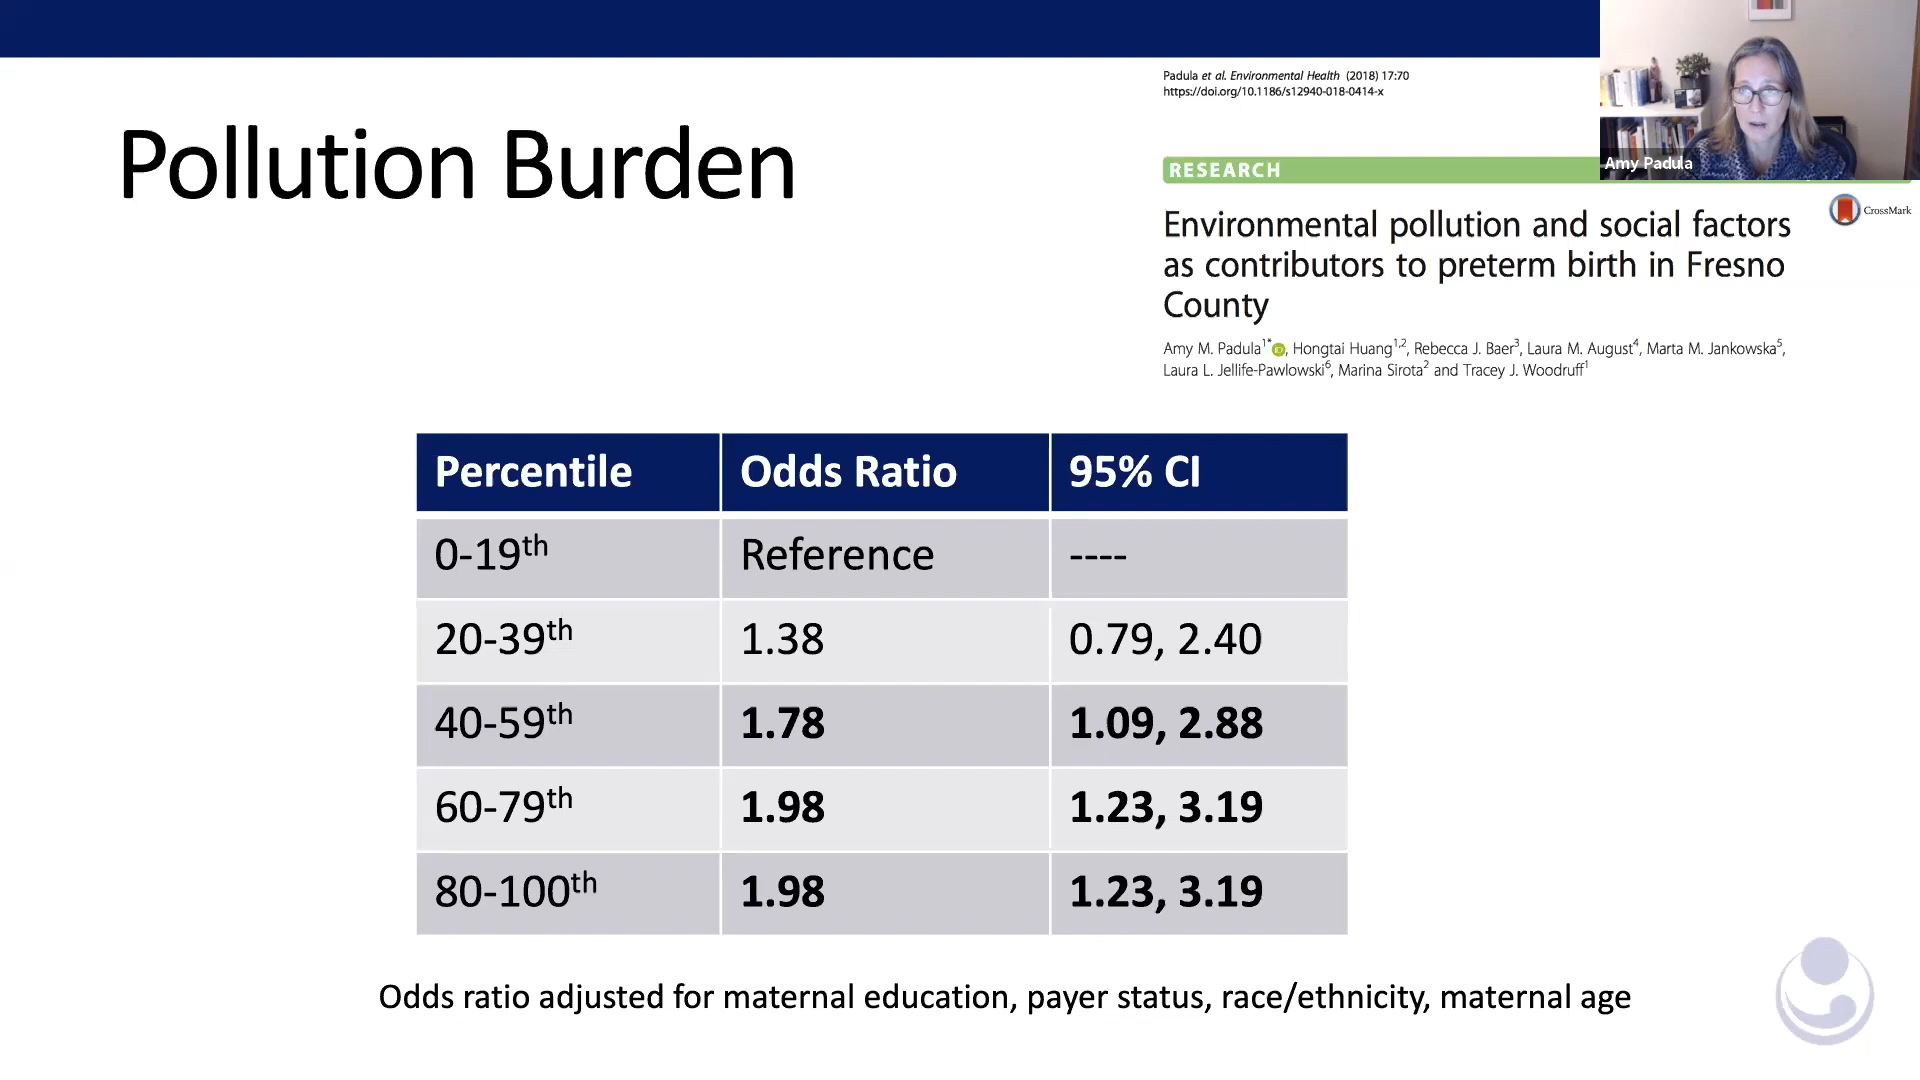 Padula et al. Environmental Health (2018) 17:70
https://doi.org/10.1186/s12940-018-0414-x
Amy Padula
Pollution Burden
RESEARCH
CrossMark
Environmental pollution and social factors
as contributors to preterm birth in Fresno
County
Amy M. Padula1*, Hongtai Huang1,2, Rebecca J. Baer3, Laura M. August4, Marta M. Jankowska5,
Laura L. Jellife-Pawlowski6, Marina Sirota2 and Tracey J. Woodruff1
Percentile Odds Ratio 95% CI
0-19th Reference ----
20-39th 1.38 0.79, 2.40
40-59th 1.78 1.09, 2.88
60-79th 1.98 1.23, 3.19
80-100th 1.98 1.23, 3.19
Odds ratio adjusted for maternal education, payer status, race/ethnicity, maternal age